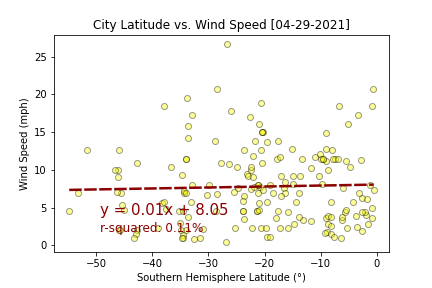 City Latitude vs. Wind Speed [04-29-2021]
25
20
15
10
5
0
Wind Speed (mph)
y = 0.01x + 8.05
r-squared: 0.11%
−50 −40 −30 −20 −10 0
Southern Hemisphere Latitude (°)